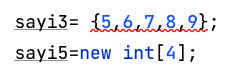 sayi3= {5,6,7,8,9};
sayi5=new int[4];